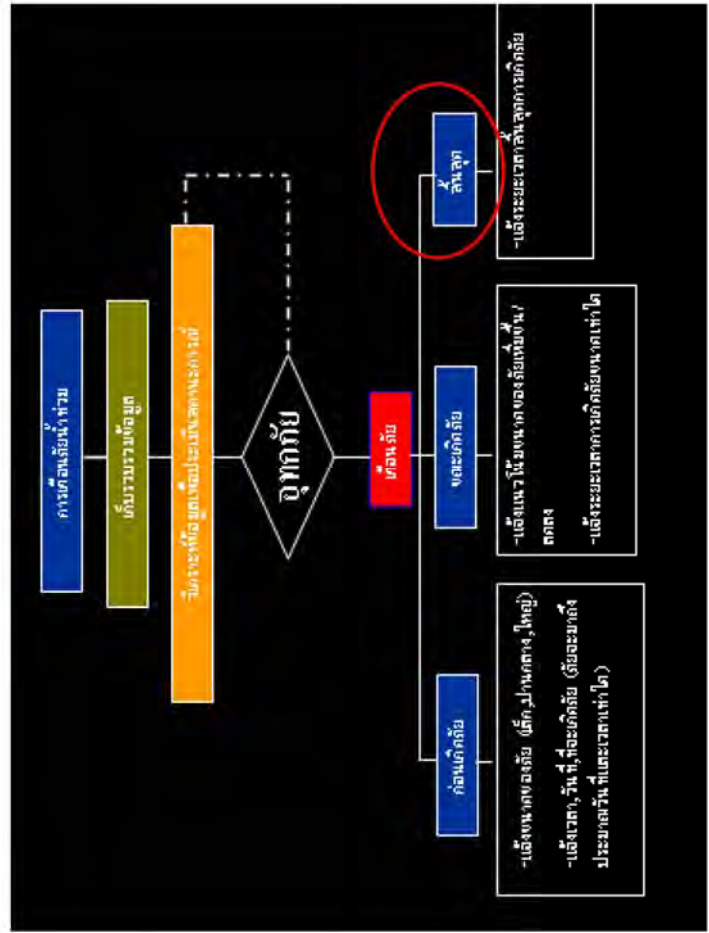 การเตือนภัยน้ำท่วม
เก็บรวบรวมข้อมูล
วิเคราะห์ข้อมูลเพื่อประเมินสถานะการณ์
อุทกภัย
เตือนภัย
ก่อนเกิดภัย
ขณะเกิดภัย
สิ้นสุด
-แจ้งขนาดของภัย (เล็ก,ปานกลาง,ใหญ่)
-แจ้งเวลา,วันที่,ที่จะเกิดภัย (ภัยจะมาถึง
ประมาณวันที่และเวลาเท่าใด)
-แจ้งแนวโน้มขนาดของภัยเพิ่มขึ้น/
ลดลง
-แจ้งระยะเวลาการเกิดภัยขนาดเท่าใด
-แจ้งระยะเวลาสิ้นสุดการเกิดภัย